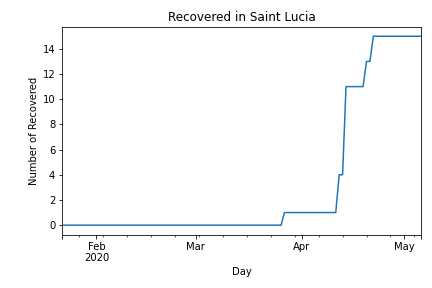 Recovered in Saint Lucia
Number of Recovered
14
12
10
8
6
4
2
0
Feb
2020
Mar
Apr
May
Day